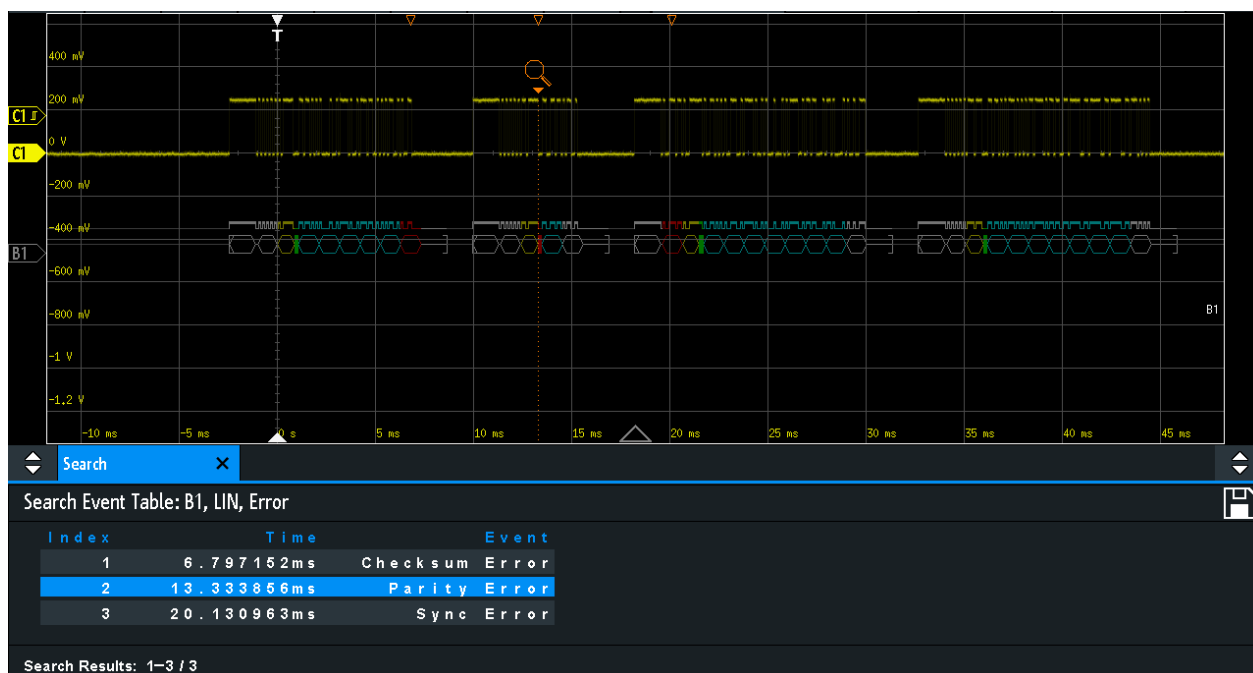 T
400 mV
200 mV
C1
0 V
C1
-200 mV
-400 mV
B1
-600 mV
-800 mV
B1
-1 V
-1.2 V
-10 ms -5 ms 0 s 5 ms 10 ms 15 ms 20 ms 25 ms 30 ms 35 ms 40 ms 45 ms
Search ×
Search Event Table: B1, LIN, Error
Index Time Event
1 6.797152ms Checksum Error
2 13.333856ms Parity Error
3 20.130963ms Sync Error
Search Results: 1-3 / 3